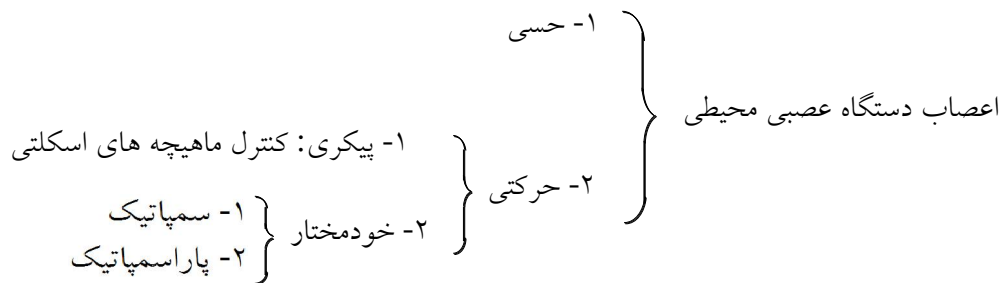 اعصاب دستگاه عصبی محیطی
۱- حسی
۲- حرکتی
۱- پیکری: کنترل ماهیچه های اسکلتی
۲- خودمختار
۱- سمپاتیک
۲- پاراسمپاتیک